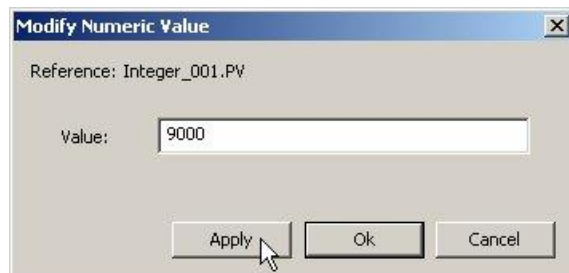 Modify Numeric Value
Reference: Integer_001.PV
Value: 9000
Apply Ok Cancel